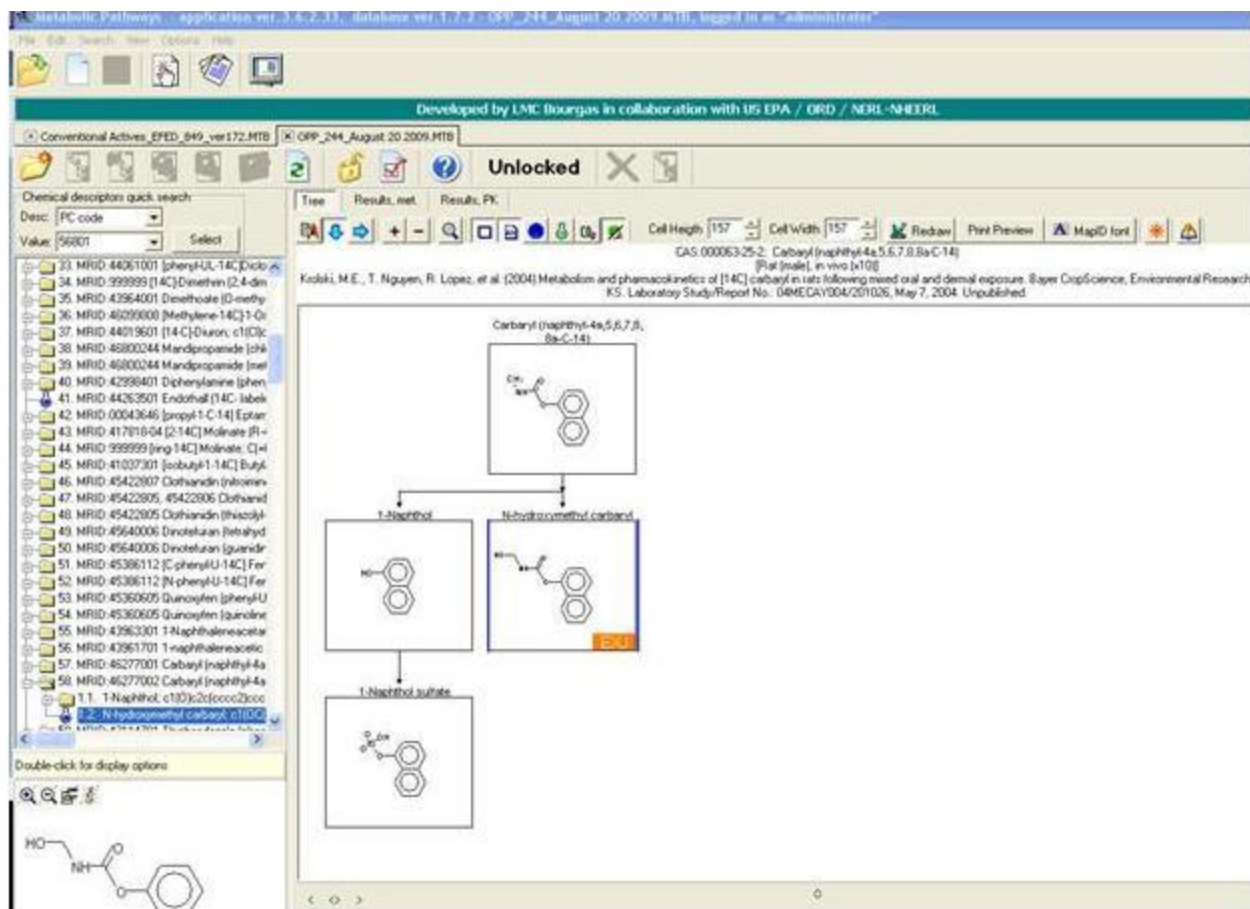 Metabolic Pathways - application ver.3.6.2.33, database ver.1.7.2 - OPP_244_August 20 2009.MTB, logged in as "administrator"
File Edit Search View Options Help
Developed by LMC Bourgas in collaboration with US EPA / ORD / NERL-NHEERL
Conventional Actives_EFED_849_ver172.MTB OPP_244_August 20 2009.MTB
Unlocked
Chemical descriptors quick search
Desc: PC code
Value: 56801 Select
Tree Results, met. Results, PK
Cell Heigth 157 Cell Width 157 Redraw Print Preview MapID font
CAS:000063-25-2; Carbaryl (naphthyl-4a,5,6,7,8,8a-C-14)
[Rat (male), in vivo (x10)]
Krolski, M.E., T. Nguyen, R. Lopez, et al. (2004) Metabolism and pharmacokinetics of [14C] carbaryl in rats following mixed oral and dermal exposure. Bayer CropScience, Environmental Research
KS. Laboratory Study/Report No.: 04MECAY004/201026, May 7, 2004. Unpublished.
33. MRID:44061001 [phenyl-UL-14C]Diclo
34. MRID:999999 [14C]-Dimethin (2,4-dim
35. MRID:43964001 Dimethoate (O-methy
36. MRID:46099808 [Methylene-14C]-1-O
37. MRID:44019601 [14-C]-Diuron; c1(Cl)c
38. MRID:46800244 Mandipropamide (chl
39. MRID:46800244 Mandipropamide (met
40. MRID:42998401 Diphenylamine (phen
41. MRID:44263501 Endothall (14C- label
42. MRID:00043646 [propyl-1-C-14] Eptam
43. MRID:417818-04 [2-14C] Molinate (R-
44. MRID:999999 [ring-14C] Molinate;
45. MRID:41037301 [isobutyl-1-14C] Butyl
46. MRID:45422807 Clothianidin (nitroimin
47. MRID:45422805, 45422806 Clothianid
48. MRID:45422805 Clothianidin (thiazolyl-
49. MRID:45640006 Dinotefuran (tetrahyd
50. MRID:45640006 Dinotefuran (guanidin
51. MRID:45386112 [C-phenyl-U-14C] Fer
52. MRID:45386112 [N-phenyl-U-14C] Fer
53. MRID:45360605 Quinoxyfen (phenyl-U
54. MRID:45360605 Quinoxyfen (quinoline
55. MRID:43963301 1-Naphthaleneaceta
56. MRID:43961701 1-naphthaleneacetic
57. MRID:46277001 Carbaryl (naphthyl-4a
58. MRID:46277002 Carbaryl (naphthyl-4a
1.1. 1-Naphthol; c1(O)c2c(cccc2)ccc
1.2. N-hydroxymethyl carbaryl; c1(OC(
Double-click for display options
HO
NH
O
O
Carbaryl (naphthyl-4a,5,6,7,8,
8a-C-14)
1-Naphthol
N-hydroxymethyl carbaryl
HO
EXU
1-Naphthol sulfate